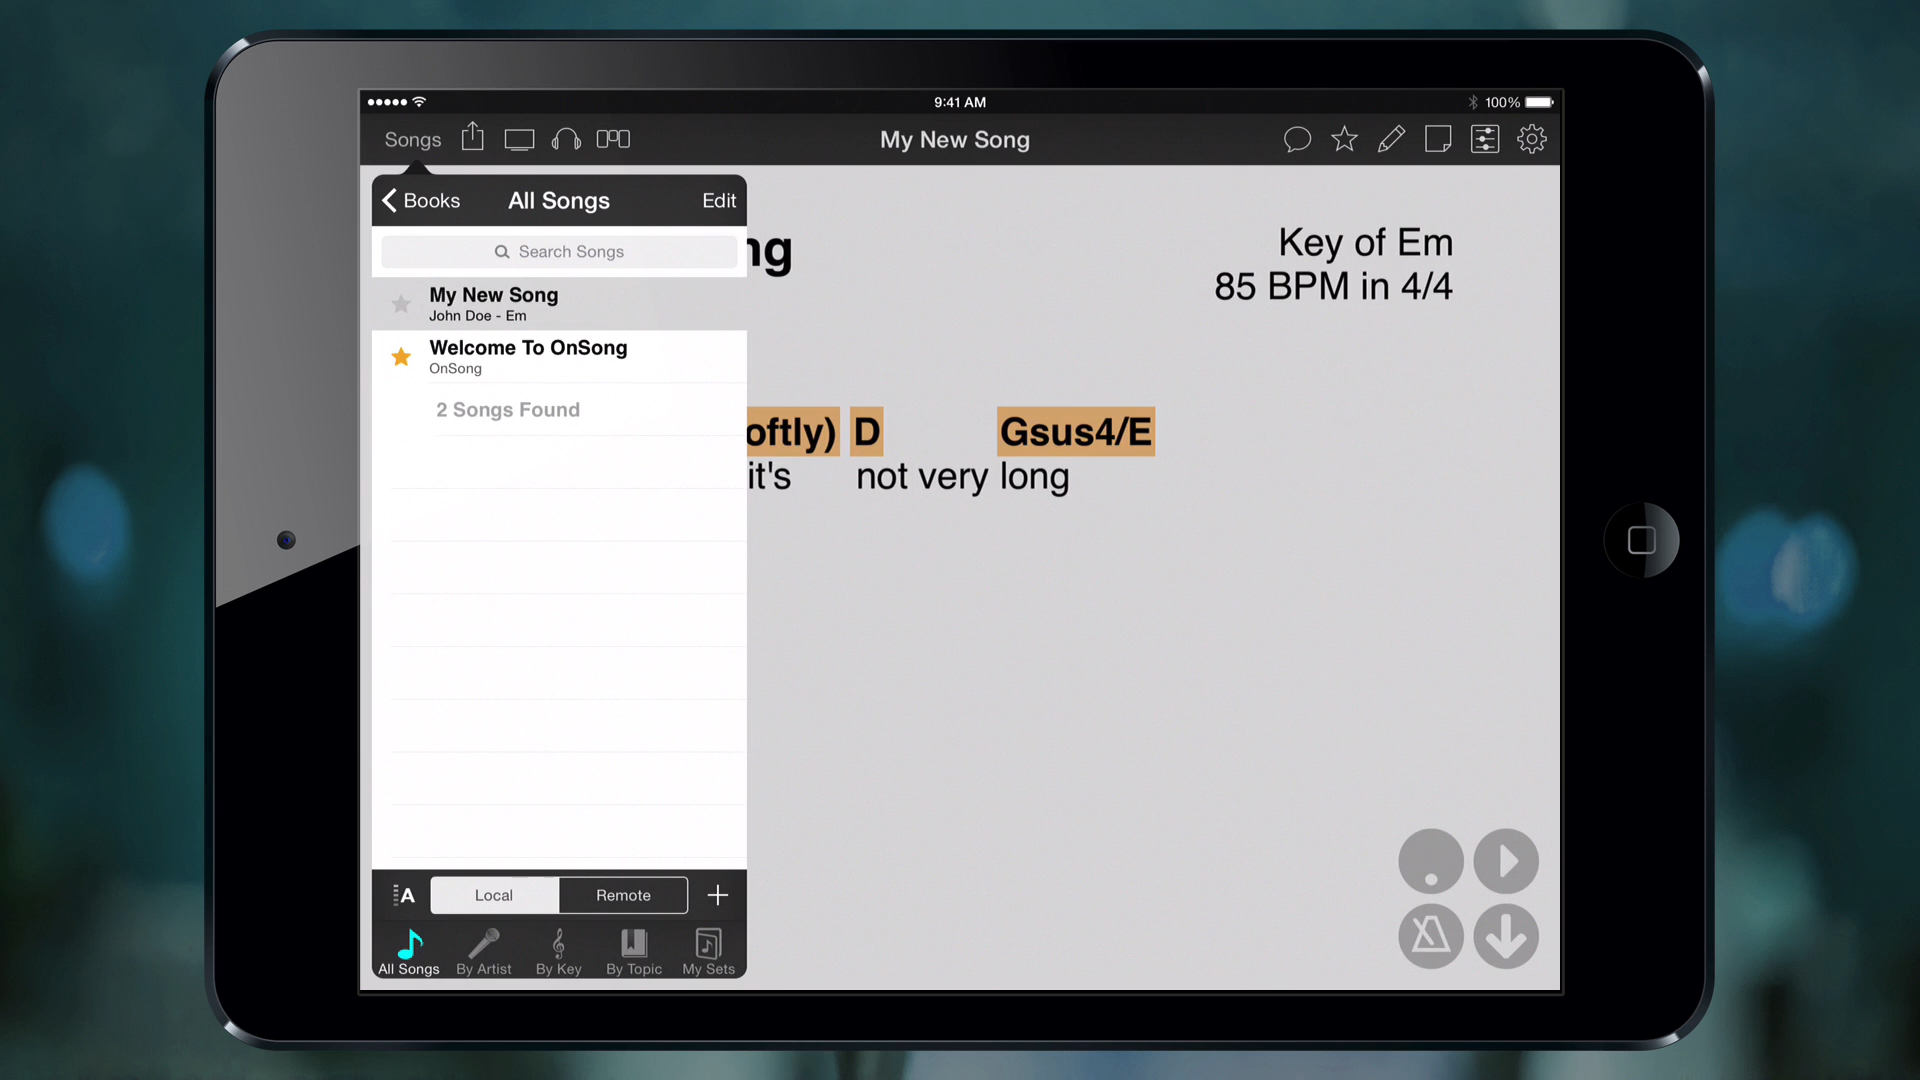 9:41 AM
100%
Songs
My New Song
Books
All Songs
Edit
Search Songs
ng
Key of Em
85 BPM in 4/4
My New Song
John Doe - Em
Welcome To OnSong
OnSong
2 Songs Found
oftly) D Gsus4/E
it's not very long
A
Local
Remote
All Songs
By Artist
By Key
By Topic
My Sets